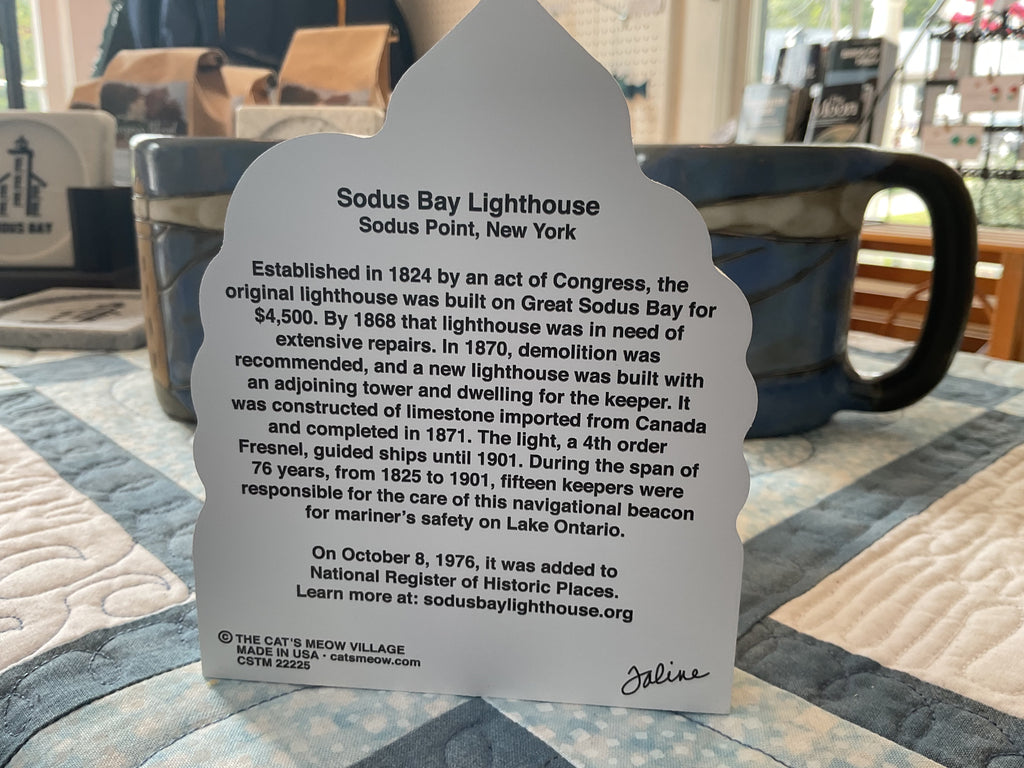 Sodus Bay Lighthouse
Sodus Point, New York
Established in 1824 by an act of Congress, the
original lighthouse was built on Great Sodus Bay for
$4,500. By 1868 that lighthouse was in need of
extensive repairs. In 1870, demolition was
recommended, and a new lighthouse was built with
an adjoining tower and dwelling for the keeper. It
was constructed of limestone imported from Canada
and completed in 1871. The light, a 4th order
Fresnel, guided ships until 1901. During the span of
76 years, from 1825 to 1901, fifteen keepers were
responsible for the care of this navigational beacon
for mariner's safety on Lake Ontario.
On October 8, 1976, it was added to
National Register of Historic Places.
Learn more at: sodusbaylighthouse.org
© THE CAT'S MEOW VILLAGE
MADE IN USA · catsmeow.com
CSTM 22225
Jaline
BAY